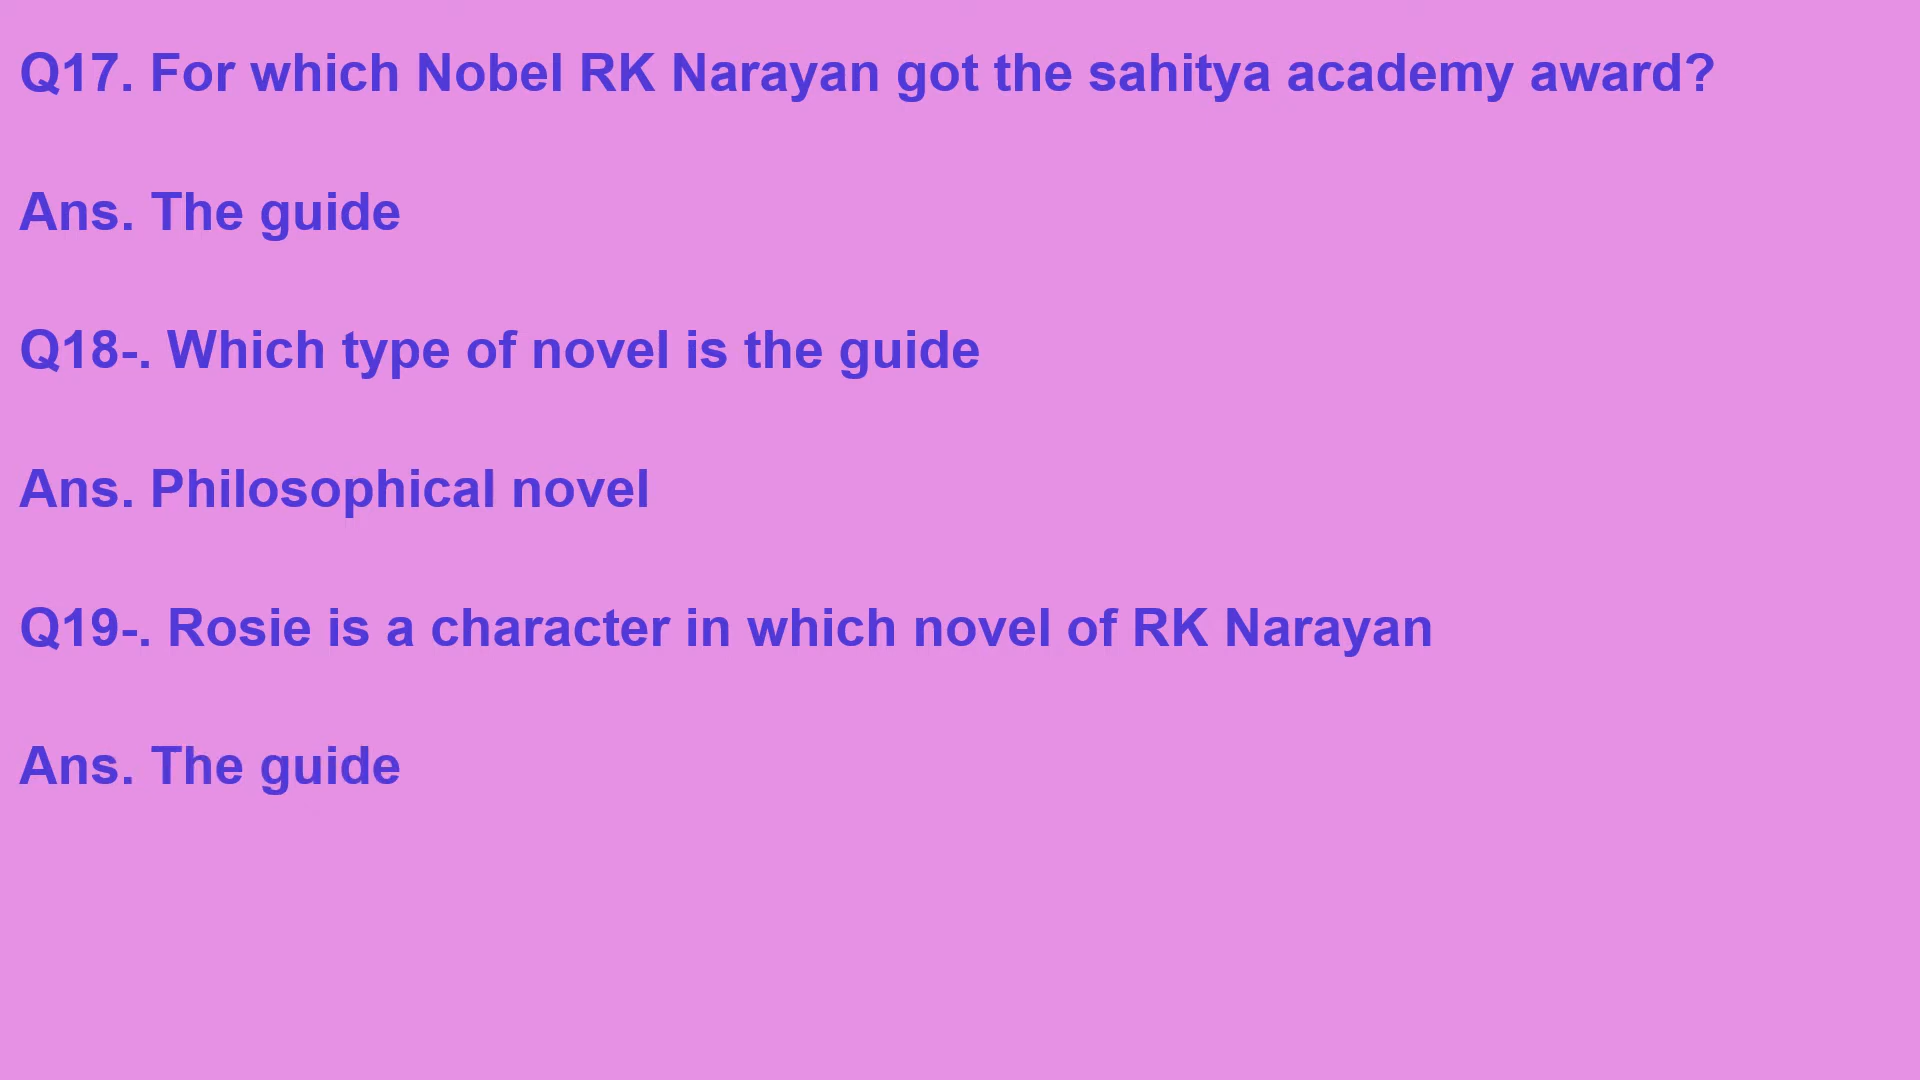 Q17. For which Nobel RK Narayan got the sahitya academy award?
Ans. The guide
Q18-. Which type of novel is the guide
Ans. Philosophical novel
Q19-. Rosie is a character in which novel of RK Narayan
Ans. The guide